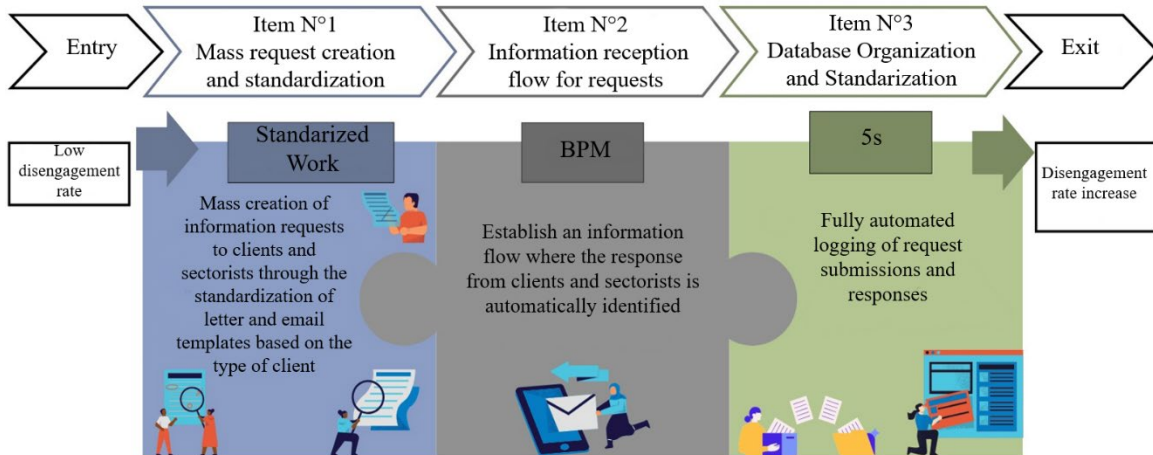 Entry
Item N°1
Mass request creation
and standardization
Item N°2
Information reception
flow for requests
Item N°3
Database Organization
and Standarization
Exit
Low
disengagement
rate
Standarized
Work
Mass creation of
information requests
to clients and
sectorists through the
standardization of
letter and email
templates based on the
type of client
BPM
Establish an information
flow where the response
from clients and sectorists is
automatically identified
5s
Fully automated
logging of request
submissions and
responses
Disengagement
rate increase